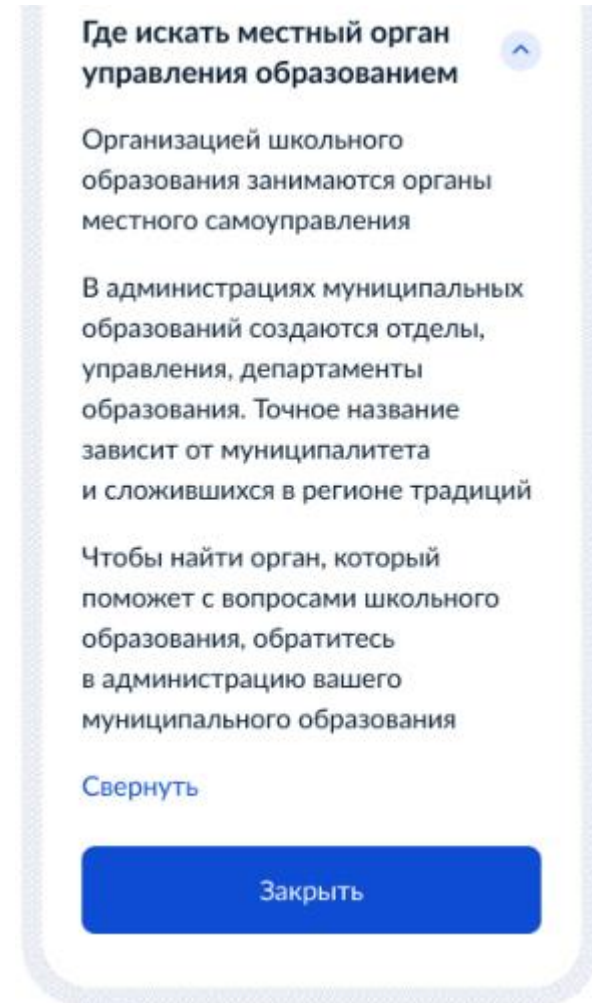 Где искать местный орган
управления образованием
Организацией школьного
образования занимаются органы
местного самоуправления
В администрациях муниципальных
образований создаются отделы,
управления, департаменты
образования. Точное название
зависит от муниципалитета
и сложившихся в регионе традиций
Чтобы найти орган, который
поможет с вопросами школьного
образования, обратитесь
в администрацию вашего
муниципального образования
Свернуть
Закрыть